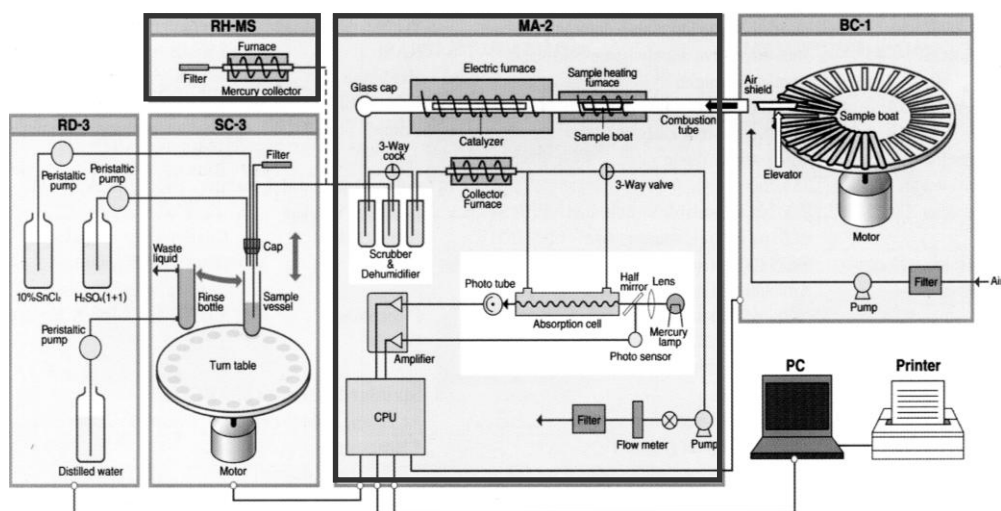 RH-MS
Furnace
Filter
Mercury collector
MA-2
Electric furnace
Sample heating
furnace
Glass cap
Catalyzer
Sample boat
Combustion
tube
3-Way
cock
3-Way valve
Collector
Furnace
Scrubber
&
Dehumidifier
Photo tube
Half
mirror
Lens
Absorption cell
Mercury
lamp
Photo sensor
Amplifier
CPU
Filter
Flow meter
Pump
BC-1
Air
shield
Sample boat
Elevator
Motor
Pump
Filter
Air
RD-3
Peristaltic
pump
Peristaltic
pump
10%SnCl₂
H₂SO₄(1+1)
Peristaltic
pump
Distilled water
SC-3
Filter
Cap
Waste
liquid
Rinse
bottle
Sample
vessel
Turn table
Motor
PC
Printer